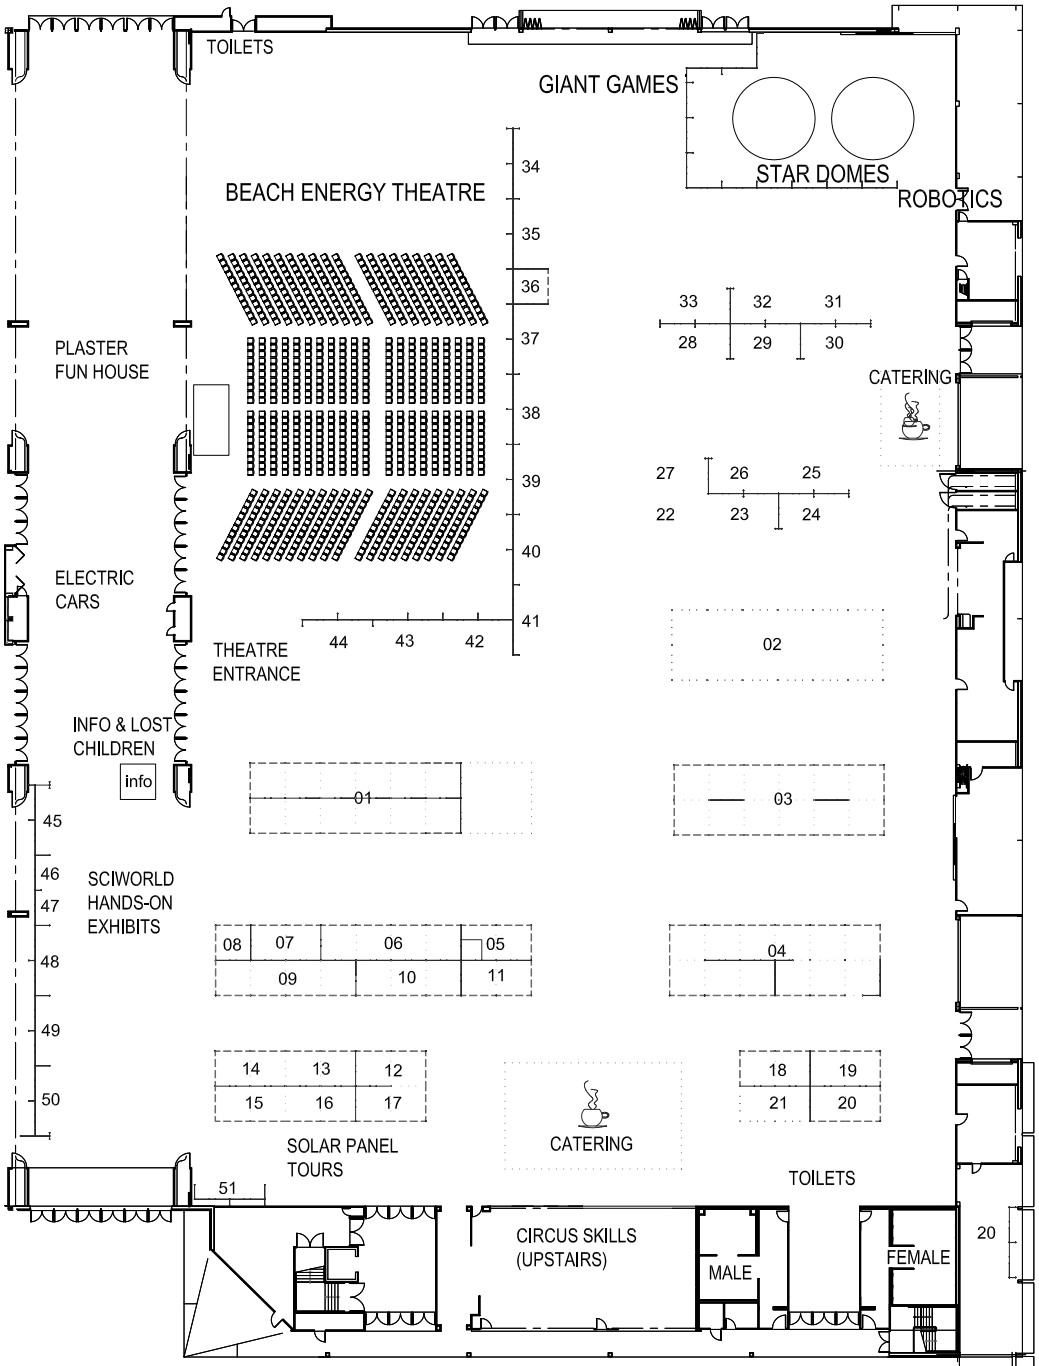 TOILETS
GIANT GAMES
STAR DOMES
ROBOTICS
34
BEACH ENERGY THEATRE
35
36
33 32 31
28 29 30
37
PLASTER
FUN HOUSE
CATERING
38
27 26 25
39
22 23 24
40
ELECTRIC
CARS
41
44 43 42
THEATRE
ENTRANCE
02
INFO & LOST
CHILDREN
info
01
03
45
46
47
SCIWORLD
HANDS-ON
EXHIBITS
08 07 06 05
04
48
09 10 11
49
14 13 12
18 19
50
15 16 17
21 20
CATERING
SOLAR PANEL
TOURS
TOILETS
51
CIRCUS SKILLS
(UPSTAIRS)
MALE
FEMALE
20